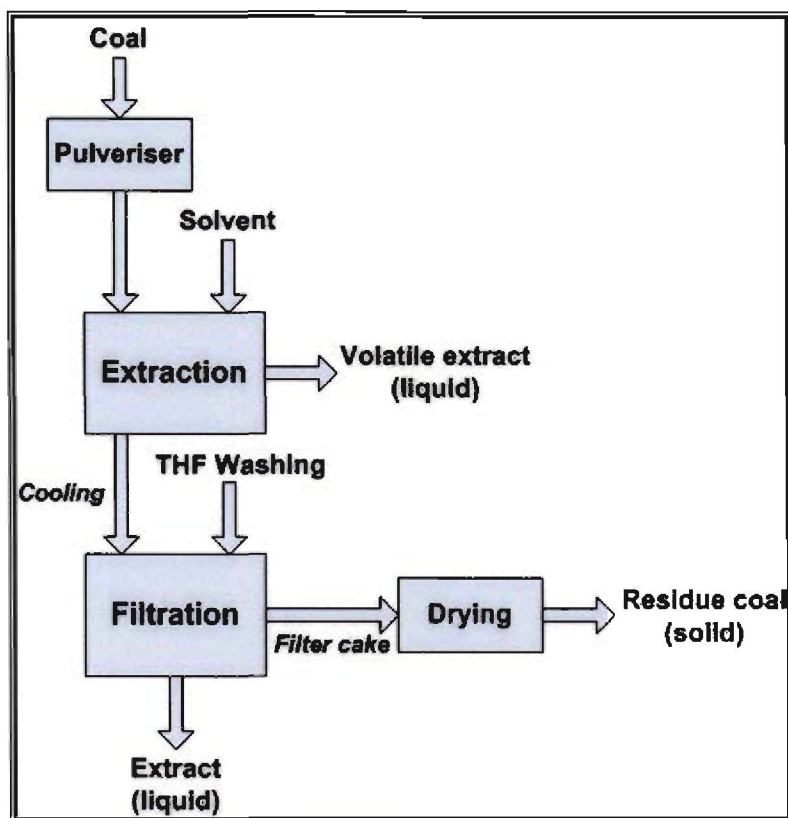 Coal
Pulveriser
Solvent
Extraction
Volatile extract
(liquid)
THF Washing
Cooling
Filtration
Filter cake
Drying
Residue coal
(solid)
Extract
(liquid)